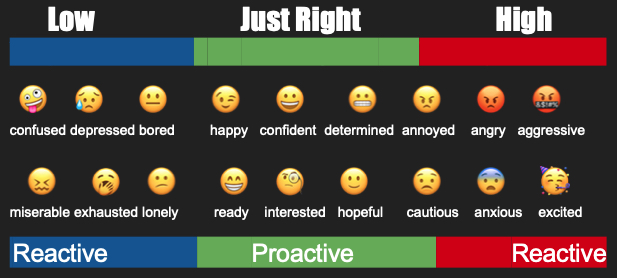 Low Just Right High
confused depressed bored happy confident determined annoyed angry aggressive
miserable exhausted lonely ready interested hopeful cautious anxious excited
Reactive Proactive Reactive